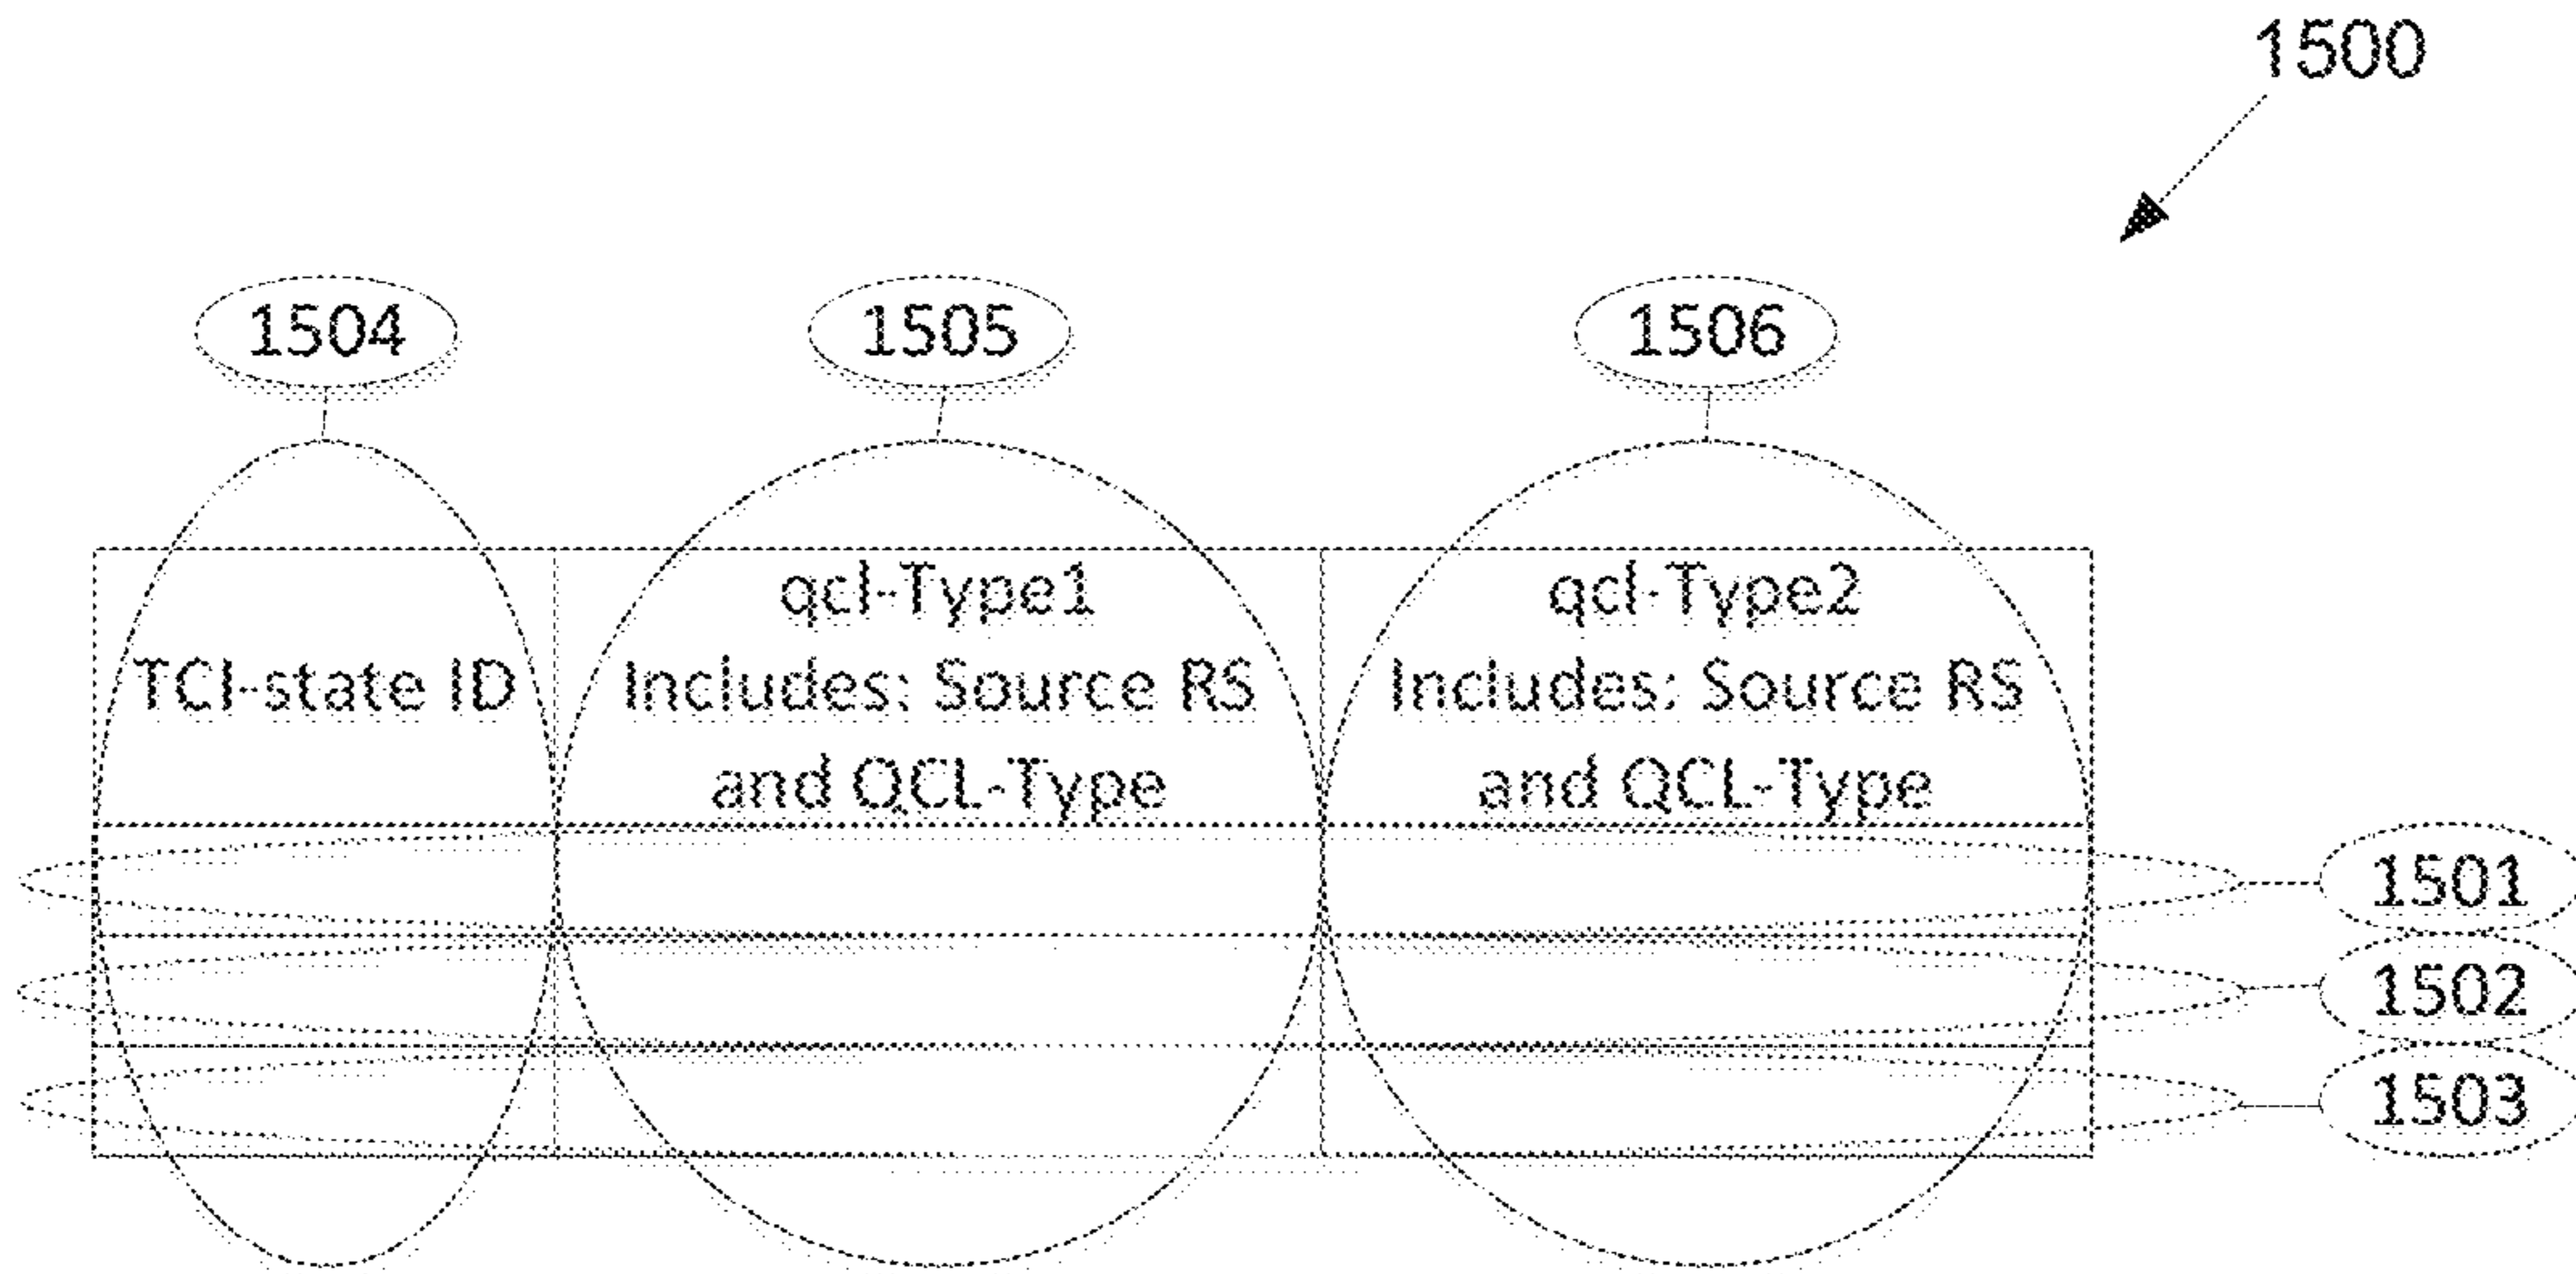 1500
1504
1505
1506
TCI-state ID
qcl-Type1
Includes: Source RS
and QCL-Type
qcl-Type2
Includes: Source RS
and QCL-Type
1501
1502
1503